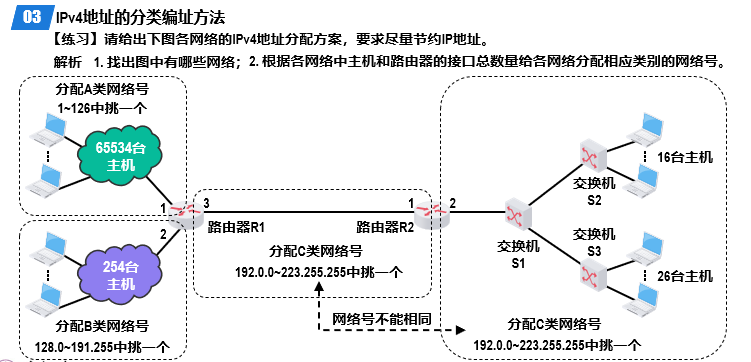 03 IPv4地址的分类编址方法
【练习】请给出下图各网络的IPv4地址分配方案，要求尽量节约IP地址。
解析 1. 找出图中有哪些网络；2. 根据各网络中主机和路由器的接口总数量给各网络分配相应类别的网络号。
分配A类网络号
1~126中挑一个
65534台
主机
1
3
2
路由器R1
254台
主机
分配B类网络号
128.0~191.255中挑一个
分配C类网络号
192.0.0~223.255.255中挑一个
1
2
路由器R2
网络号不能相同
交换机
S1
交换机
S2
16台主机
交换机
S3
26台主机
分配C类网络号
192.0.0~223.255.255中挑一个